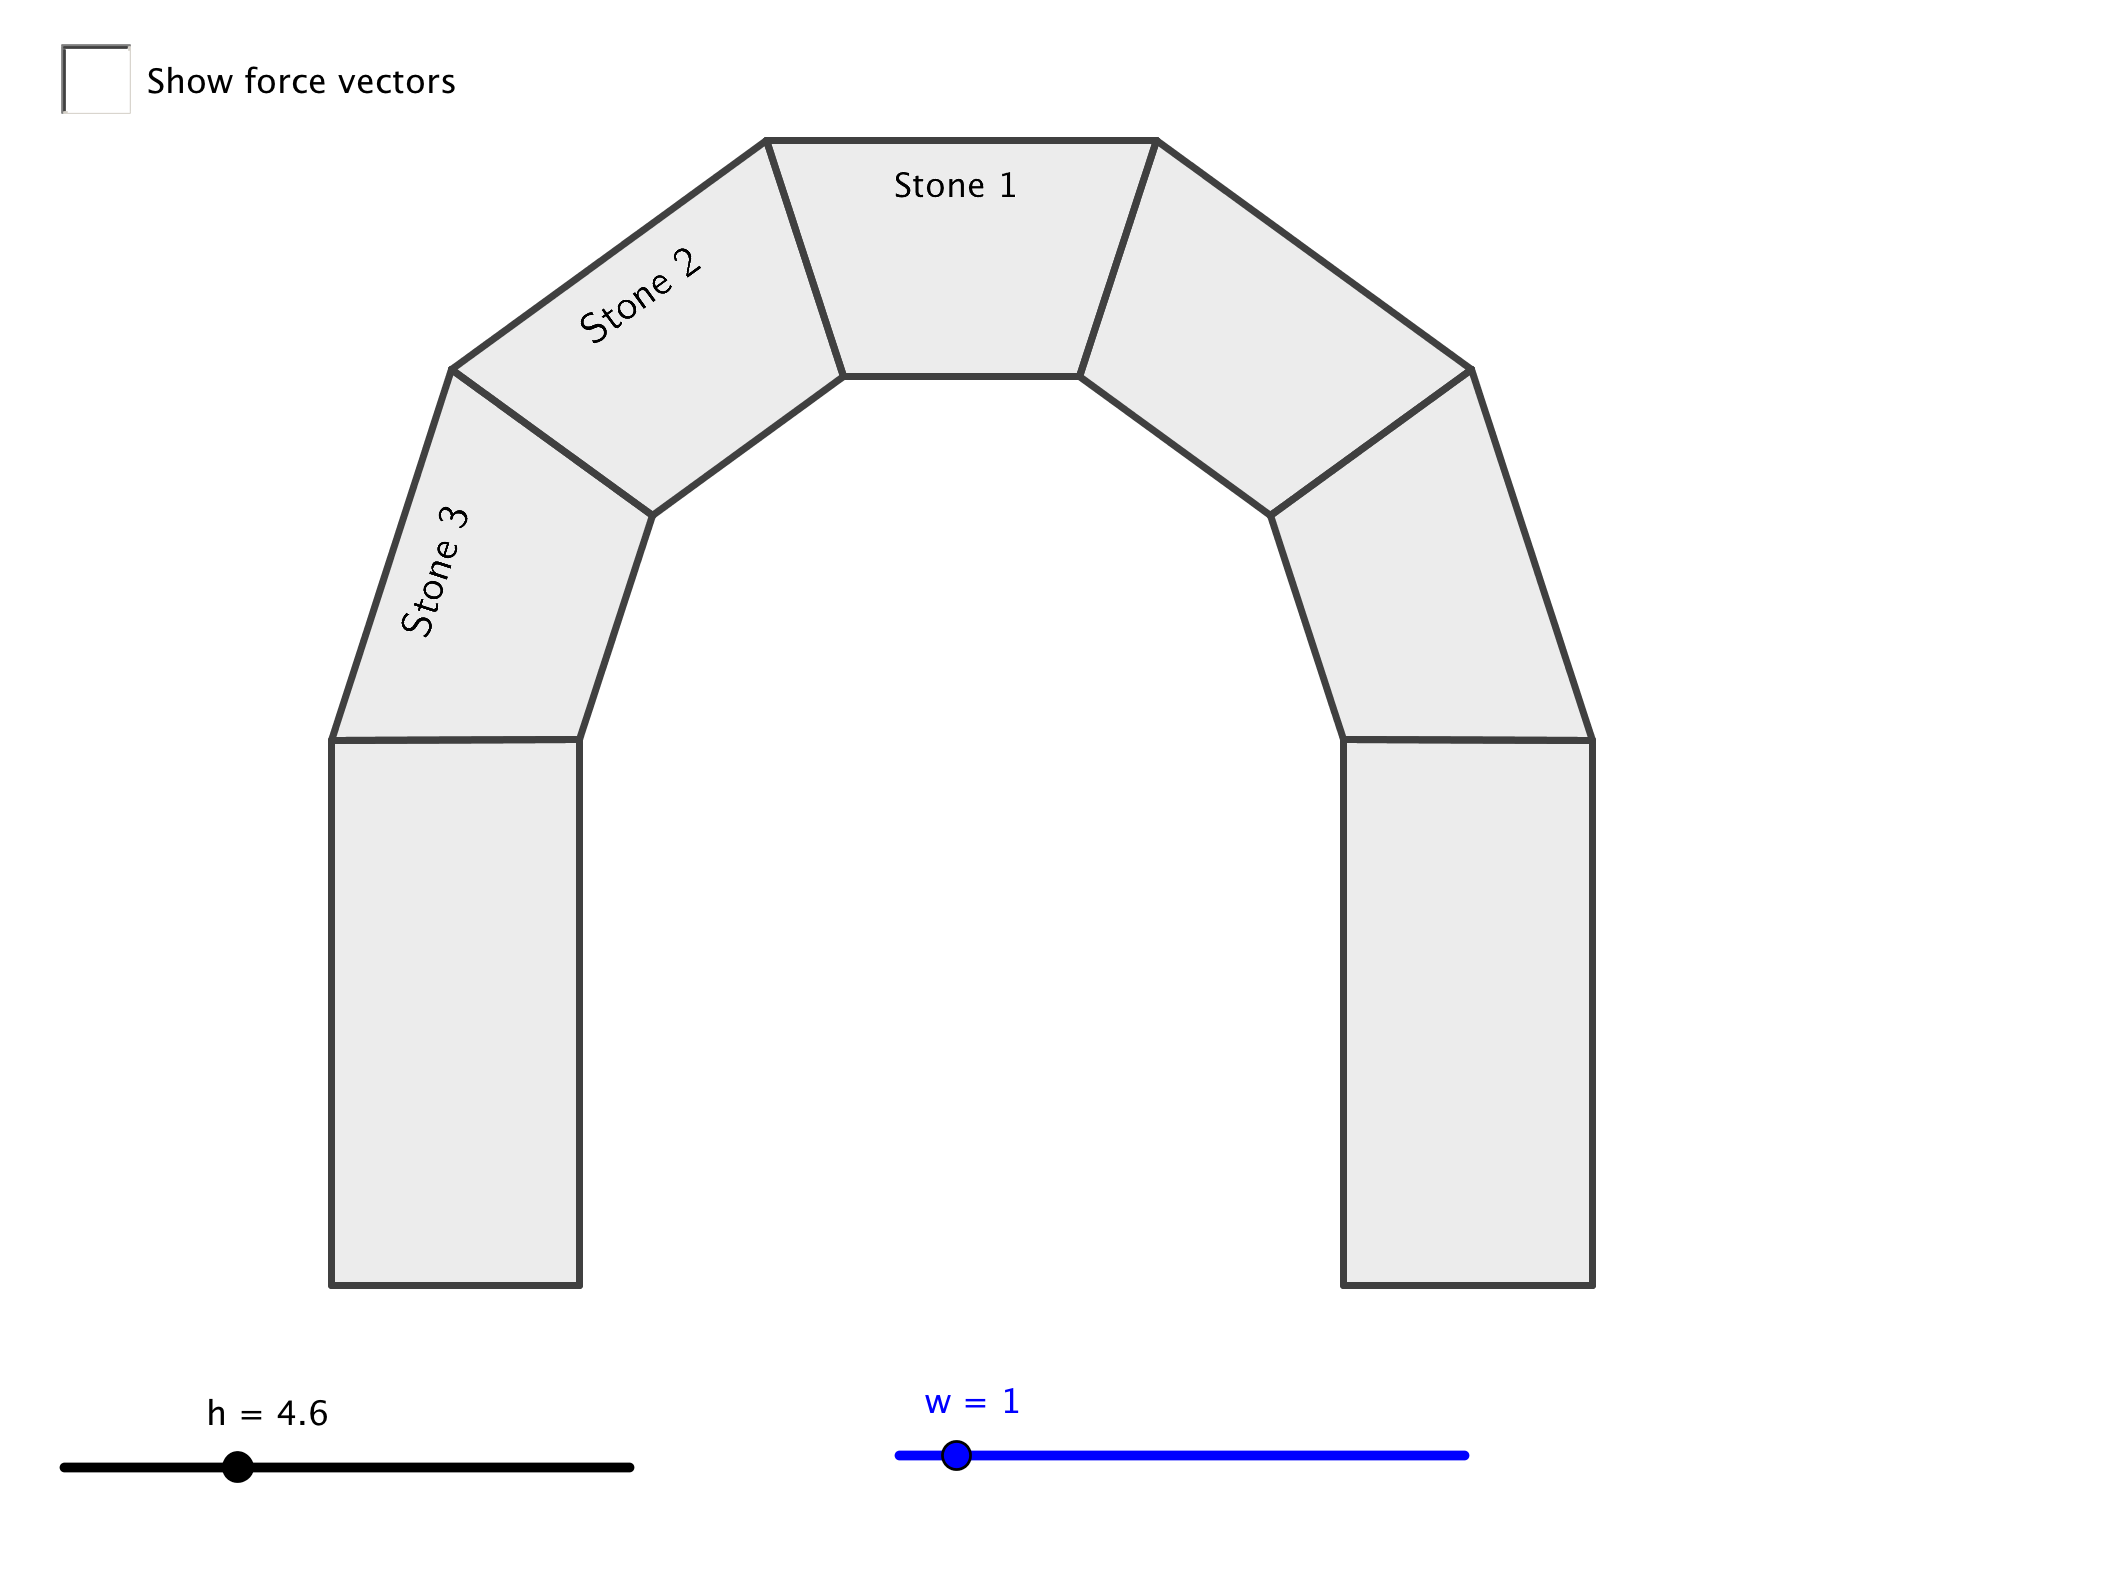 Show force vectors
Stone 1
Stone 2
Stone 3
h = 4.6
w = 1